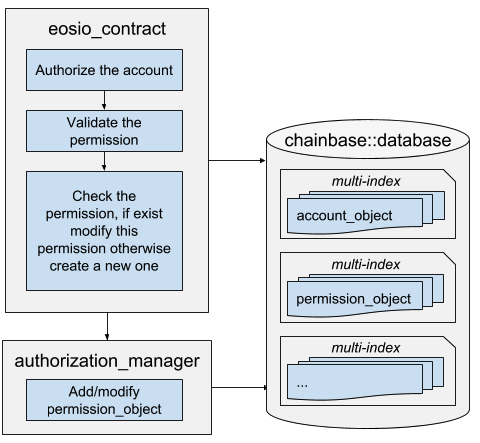 eosio_contract
Authorize the account
Validate the
permission
Check the
permission, if exist
modify this
permission otherwise
create a new one
authorization_manager
Add/modify
permission_object
chainbase::database
multi-index
account_object
multi-index
permission_object
multi-index
...